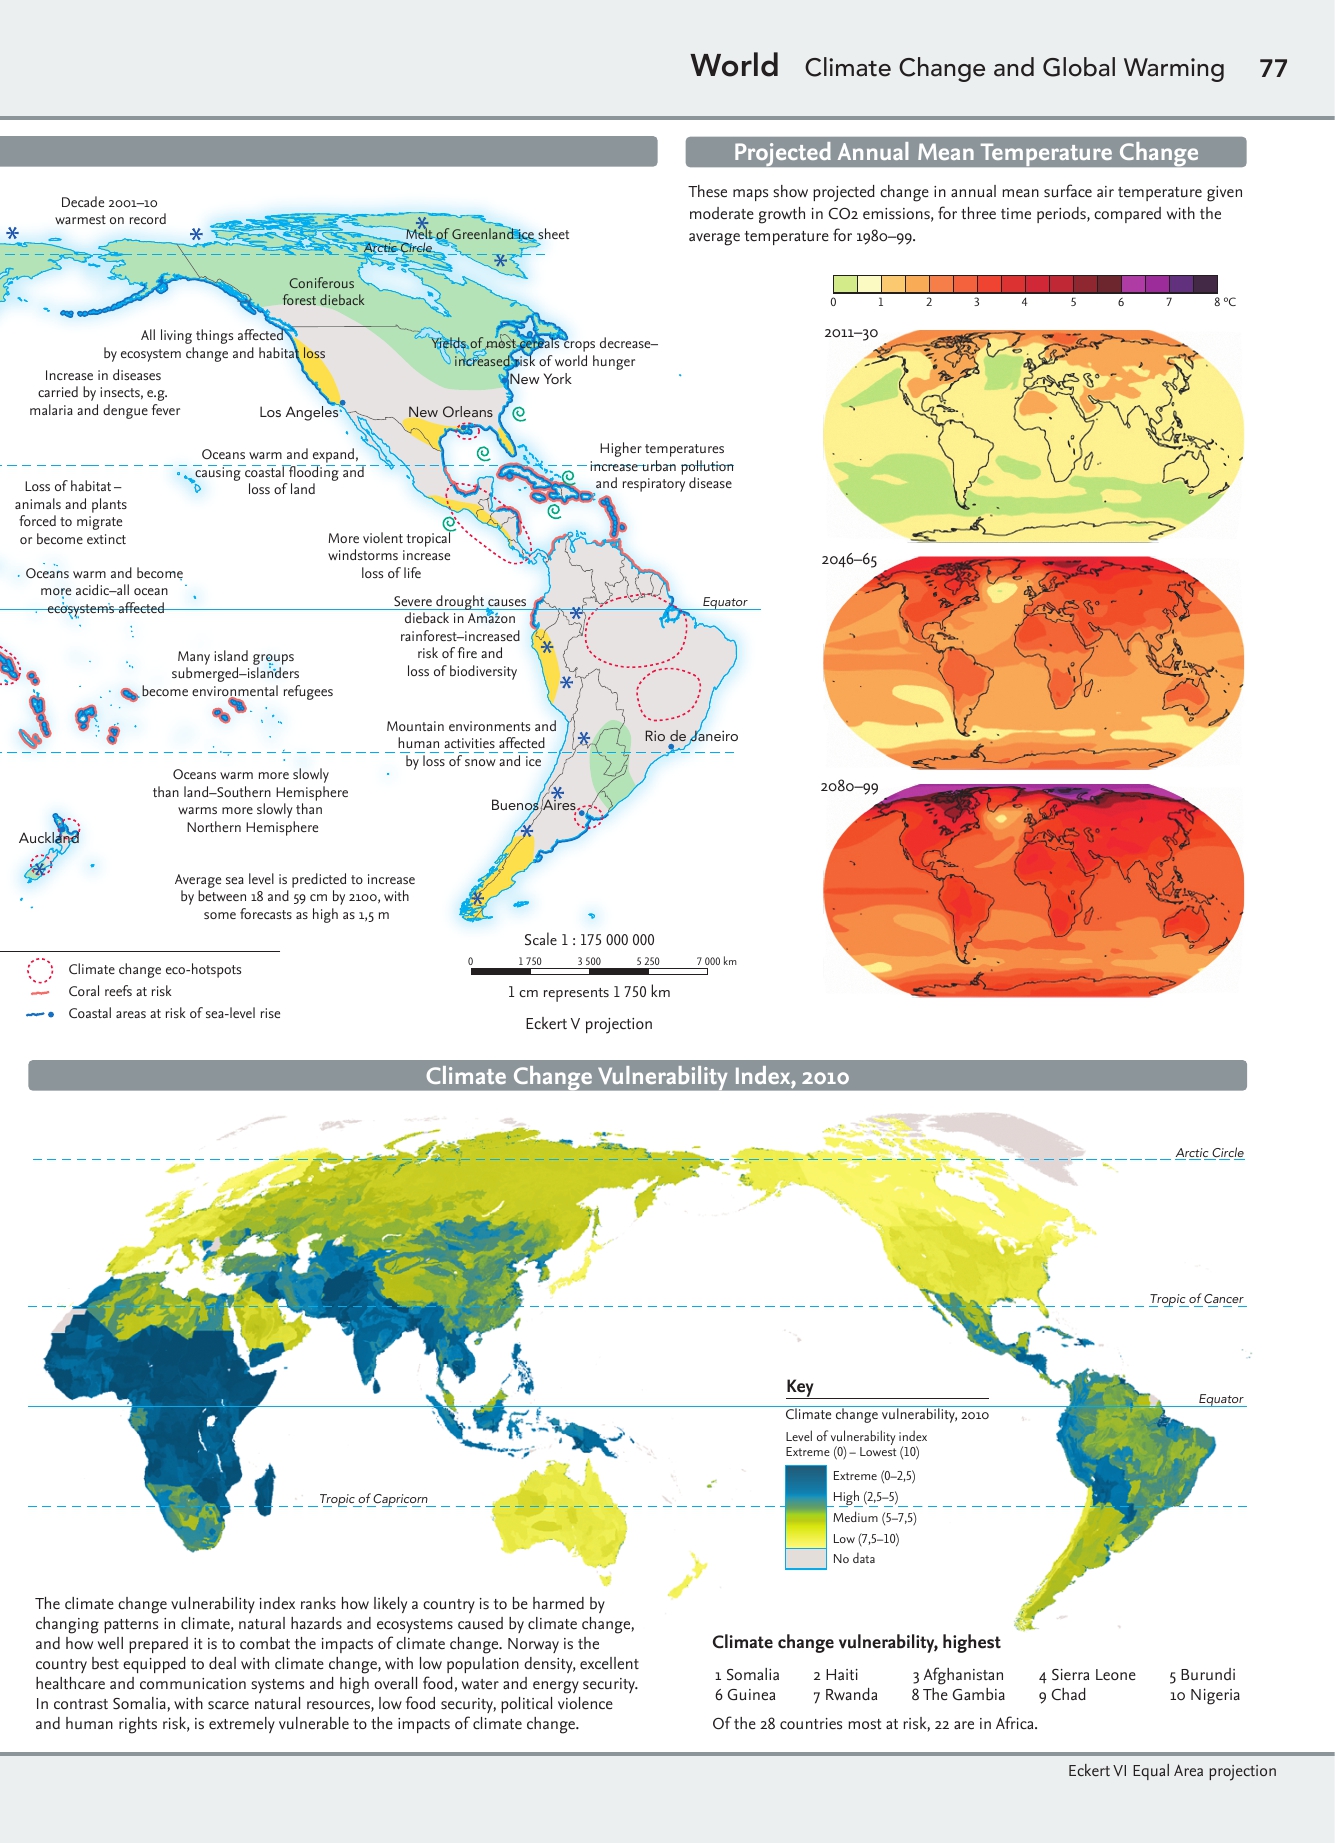 World Climate Change and Global Warming 77
Projected Annual Mean Temperature Change
These maps show projected change in annual mean surface air temperature given
moderate growth in CO2 emissions, for three time periods, compared with the
average temperature for 1980–99.
0 1 2 3 4 5 6 7 8 ºC
2011–30
2046–65
2080–99
Decade 2001–10
warmest on record
Melt of Greenland ice sheet
Arctic Circle
Coniferous
forest dieback
All living things affected
by ecosystem change and habitat loss
Yields of most cereals crops decrease–
increased risk of world hunger
New York
Increase in diseases
carried by insects, e.g.
malaria and dengue fever
Los Angeles
New Orleans
Oceans warm and expand,
causing coastal flooding and
loss of land
Higher temperatures
increase urban pollution
and respiratory disease
Loss of habitat –
animals and plants
forced to migrate
or become extinct
More violent tropical
windstorms increase
loss of life
Oceans warm and become
more acidic–all ocean
ecosystems affected
Severe drought causes
dieback in Amazon
rainforest–increased
risk of fire and
loss of biodiversity
Equator
Many island groups
submerged–islanders
become environmental refugees
Mountain environments and
human activities affected
by loss of snow and ice
Rio de Janeiro
Oceans warm more slowly
than land–Southern Hemisphere
warms more slowly than
Northern Hemisphere
Buenos Aires
Auckland
Average sea level is predicted to increase
by between 18 and 59 cm by 2100, with
some forecasts as high as 1,5 m
Climate change eco-hotspots
Coral reefs at risk
Coastal areas at risk of sea-level rise
Scale 1 : 175 000 000
0 1 750 3 500 5 250 7 000 km
1 cm represents 1 750 km
Eckert V projection
Climate Change Vulnerability Index, 2010
Arctic Circle
Tropic of Cancer
Equator
Tropic of Capricorn
Key
Climate change vulnerability, 2010
Level of vulnerability index
Extreme (0) – Lowest (10)
Extreme (0–2,5)
High (2,5–5)
Medium (5–7,5)
Low (7,5–10)
No data
The climate change vulnerability index ranks how likely a country is to be harmed by
changing patterns in climate, natural hazards and ecosystems caused by climate change,
and how well prepared it is to combat the impacts of climate change. Norway is the
country best equipped to deal with climate change, with low population density, excellent
healthcare and communication systems and high overall food, water and energy security.
In contrast Somalia, with scarce natural resources, low food security, political violence
and human rights risk, is extremely vulnerable to the impacts of climate change.
Climate change vulnerability, highest
1 Somalia 2 Haiti 3 Afghanistan 4 Sierra Leone 5 Burundi
6 Guinea 7 Rwanda 8 The Gambia 9 Chad 10 Nigeria
Of the 28 countries most at risk, 22 are in Africa.
Eckert VI Equal Area projection